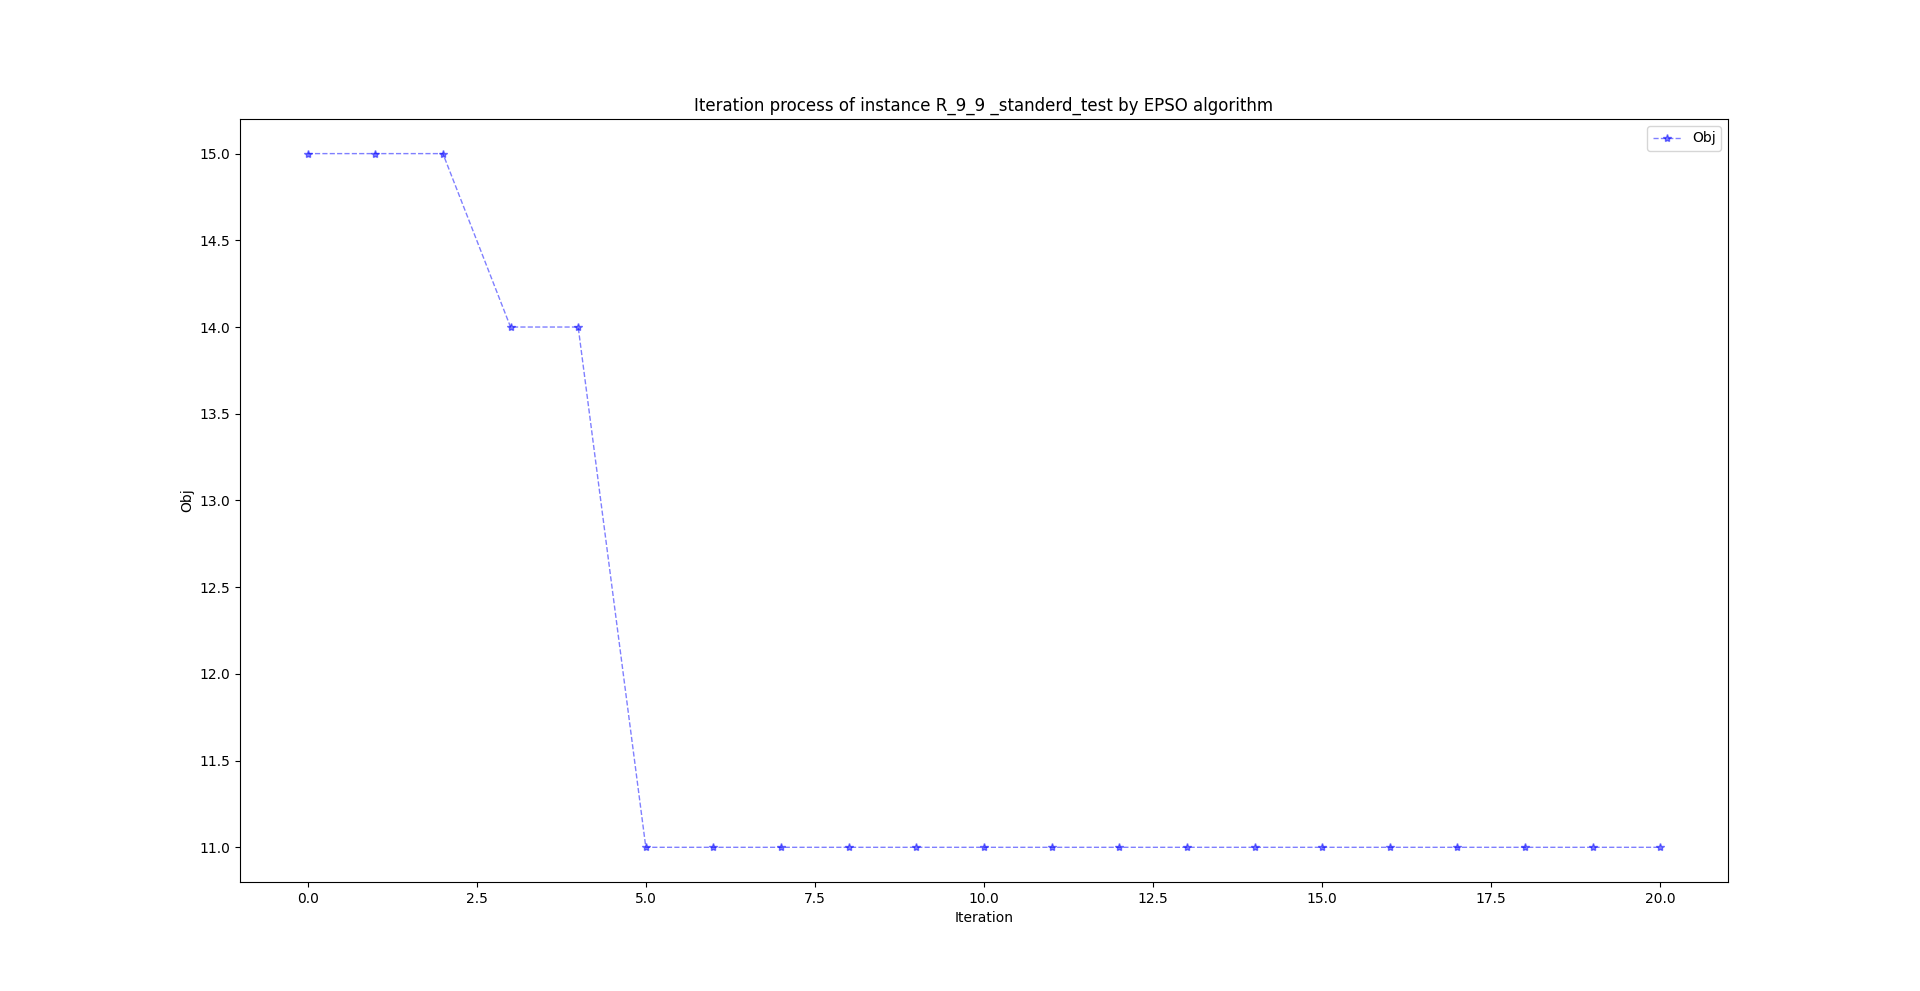 Iteration process of instance R_9_9 _standerd_test by EPSO algorithm
Obj
15.0
14.5
14.0
13.5
13.0
12.5
12.0
11.5
11.0
Obj
0.0 2.5 5.0 7.5 10.0 12.5 15.0 17.5 20.0
Iteration